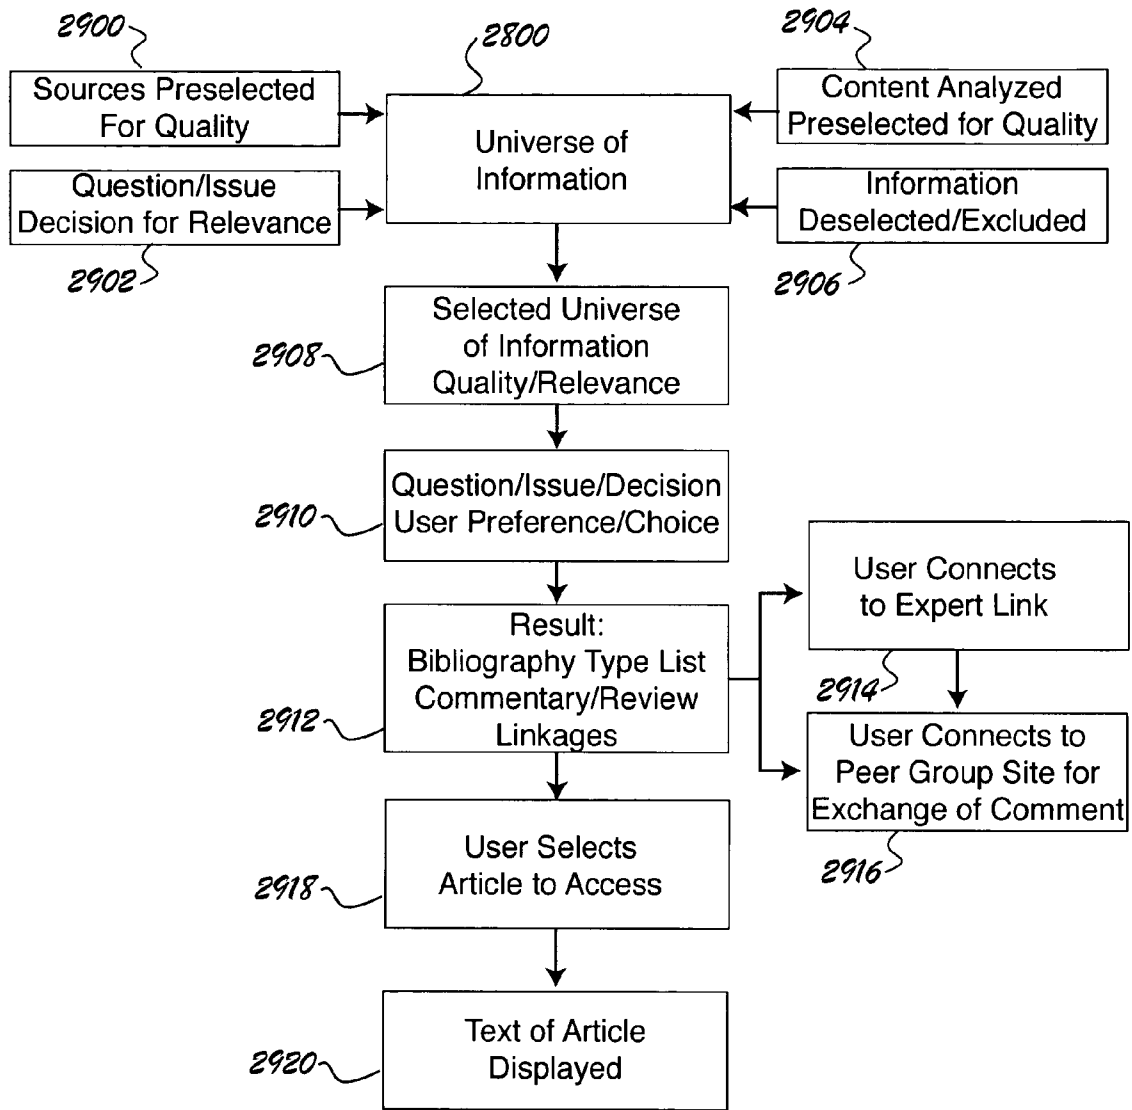 2900
2800
2904
Sources Preselected
For Quality
Universe of
Information
Content Analyzed
Preselected for Quality
Question/Issue
Decision for Relevance
Information
Deselected/Excluded
2902
2906
2908
Selected Universe
of Information
Quality/Relevance
2910
Question/Issue/Decision
User Preference/Choice
User Connects
to Expert Link
2912
Result:
Bibliography Type List
Commentary/Review
Linkages
2914
User Connects to
Peer Group Site for
Exchange of Comment
2916
2918
User Selects
Article to Access
2920
Text of Article
Displayed